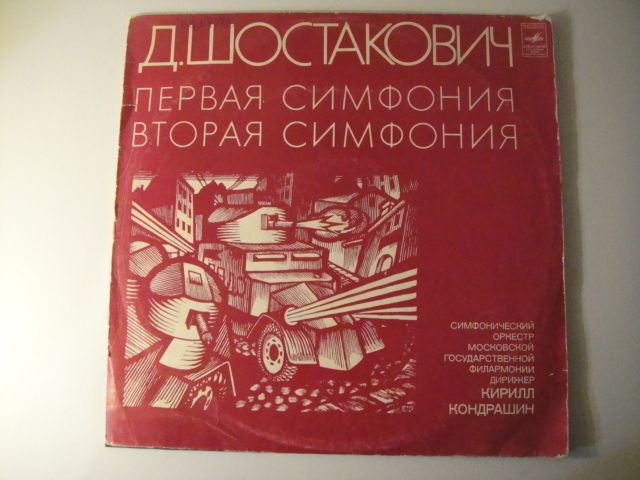 Д.ШОСТАКОВИЧ
ПЕРВАЯ СИМФОНИЯ
ВТОРАЯ СИМФОНИЯ
СИМФОНИЧЕСКИЙ
ОРКЕСТР
МОСКОВСКОЙ
ГОСУДАРСТВЕННОЙ
ФИЛАРМОНИИ
ДИРИЖЕР
КИРИЛЛ
КОНДРАШИН